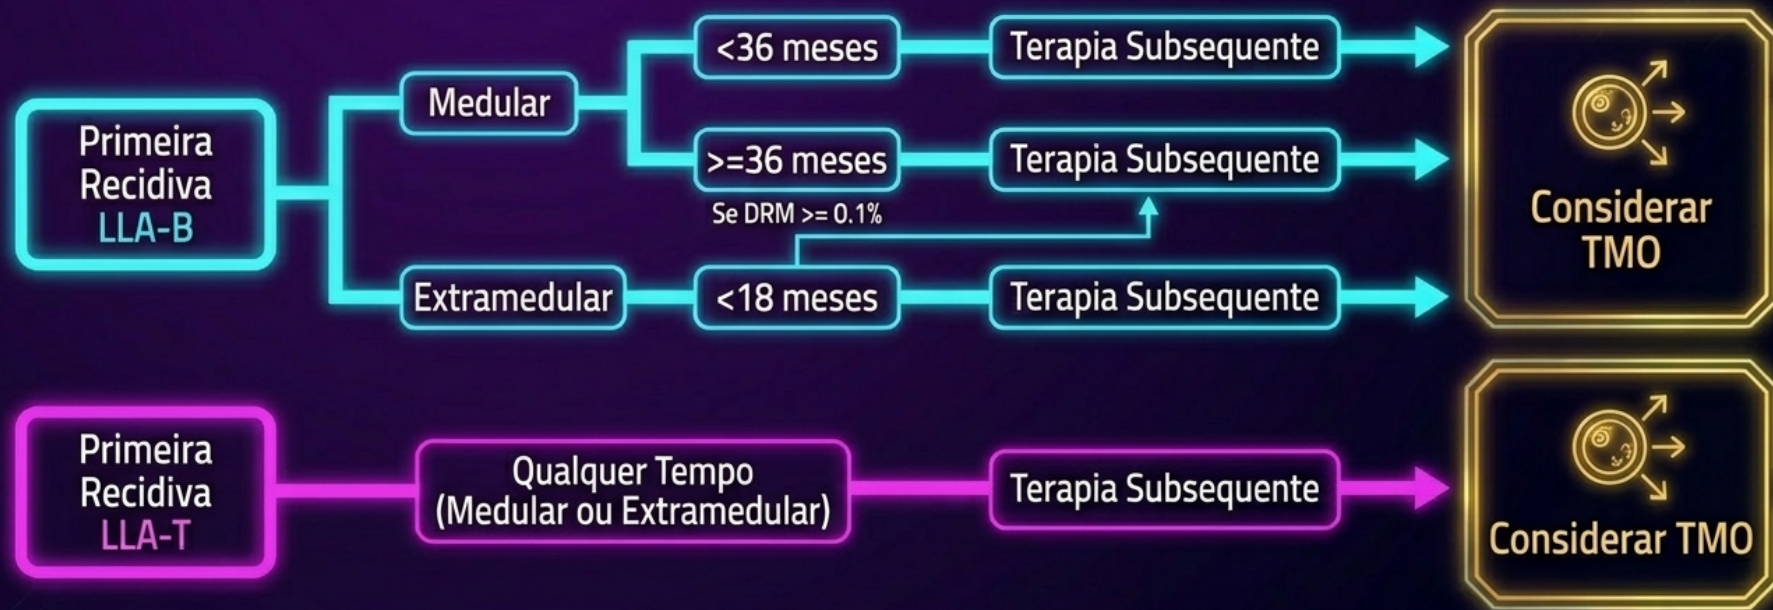 Primeira
Recidiva
LLA-B
Medular
<36 meses
Terapia Subsequente
>=36 meses
Terapia Subsequente
Se DRM >= 0.1%
Extramedular
<18 meses
Terapia Subsequente
Considerar
TMO
Primeira
Recidiva
LLA-T
Qualquer Tempo
(Medular ou Extramedular)
Terapia Subsequente
Considerar TMO